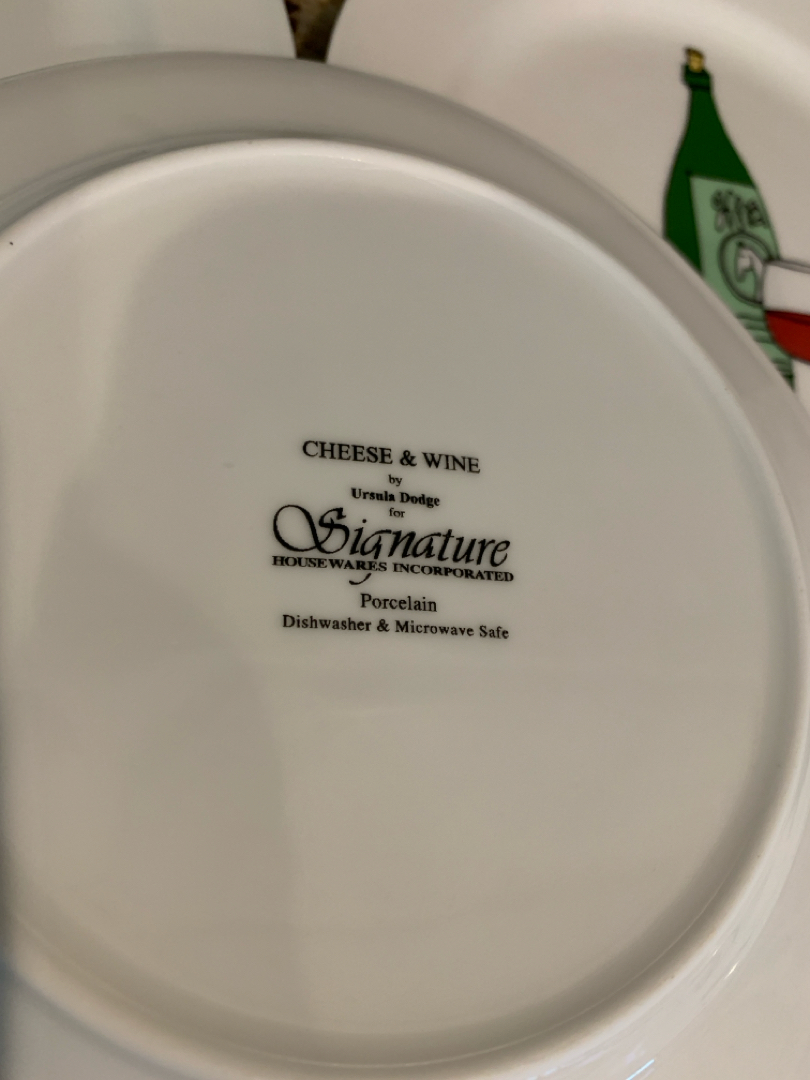 CHEESE & WINE
by
Ursula Dodge
for
Signature
HOUSEWARES INCORPORATED
Porcelain
Dishwasher & Microwave Safe